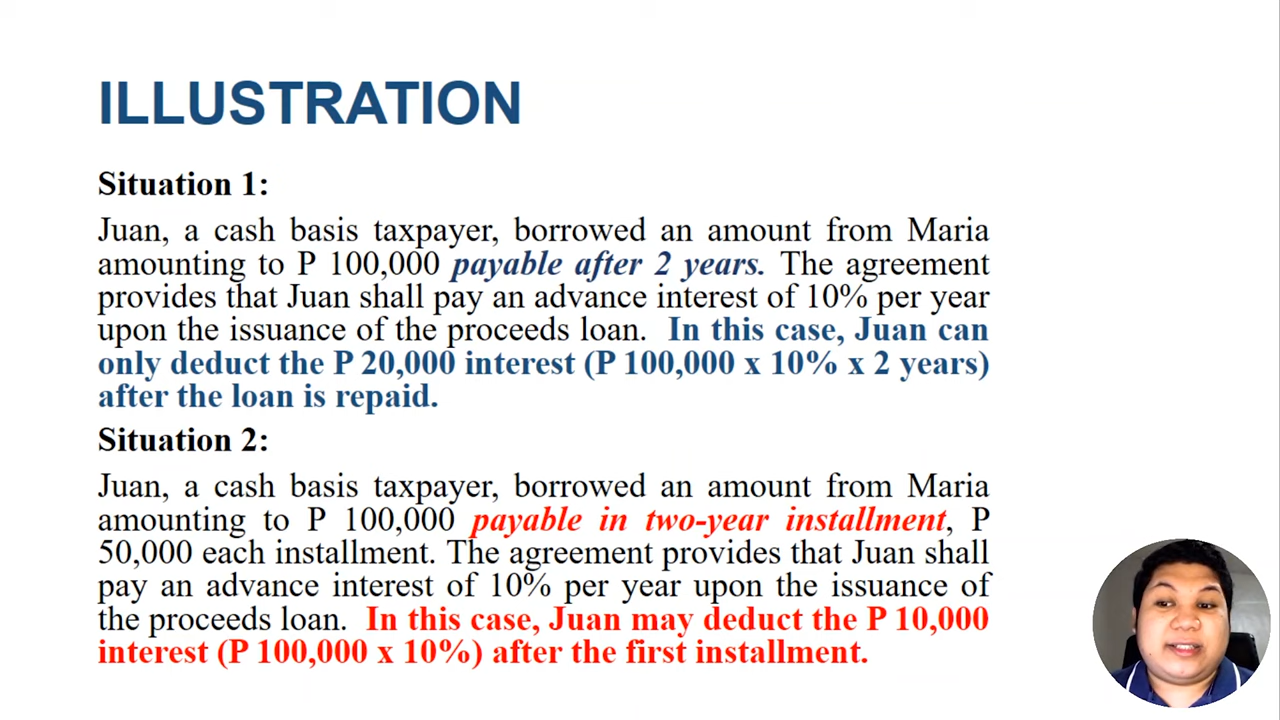 ILLUSTRATION
Situation 1:
Juan, a cash basis taxpayer, borrowed an amount from Maria
amounting to P 100,000 payable after 2 years. The agreement
provides that Juan shall pay an advance interest of 10% per year
upon the issuance of the proceeds loan. In this case, Juan can
only deduct the P 20,000 interest (P 100,000 x 10% x 2 years)
after the loan is repaid.
Situation 2:
Juan, a cash basis taxpayer, borrowed an amount from Maria
amounting to P 100,000 payable in two-year installment, P
50,000 each installment. The agreement provides that Juan shall
pay an advance interest of 10% per year upon the issuance of
the proceeds loan. In this case, Juan may deduct the P 10,000
interest (P 100,000 x 10%) after the first installment.